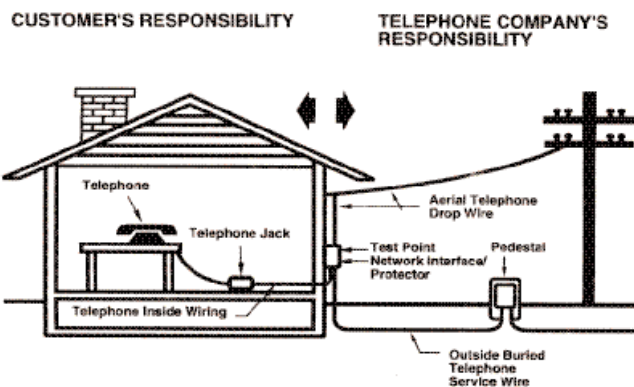 CUSTOMER'S RESPONSIBILITY
TELEPHONE COMPANY'S
RESPONSIBILITY
Telephone
Telephone Jack
Telephone Inside Wiring
Aerial Telephone
Drop Wire
Test Point
Network Interface/
Protector
Pedestal
Outside Buried
Telephone
Service Wire